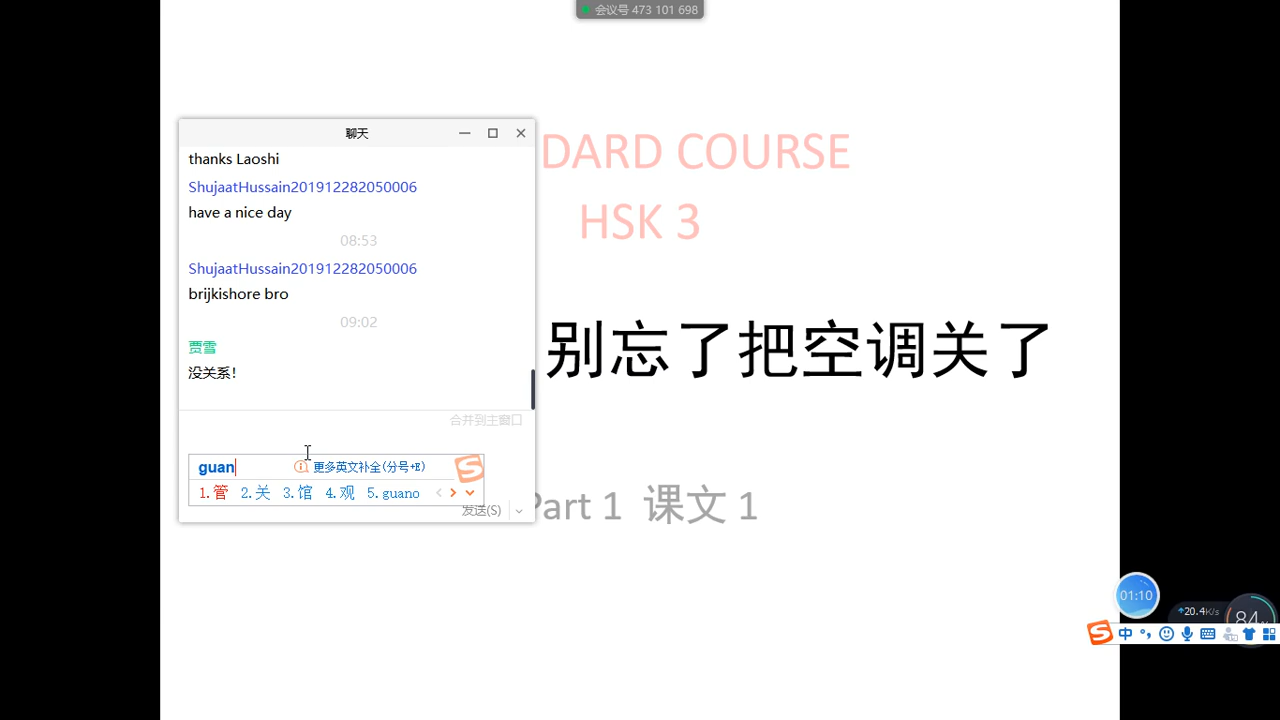 会议号 473 101 698
DARD COURSE
HSK 3
别忘了把空调关了
Part 1 课文 1
聊天
thanks Laoshi
ShujaatHussain201912282050006
have a nice day
08:53
ShujaatHussain201912282050006
brijkishore bro
09:02
贾雪
没关系！
合并到主窗口
guan
更多英文补全(分号+E)
1.管 2.关 3.馆 4.观 5.guano
发送(S)
01:10
20.4K/s
84
中